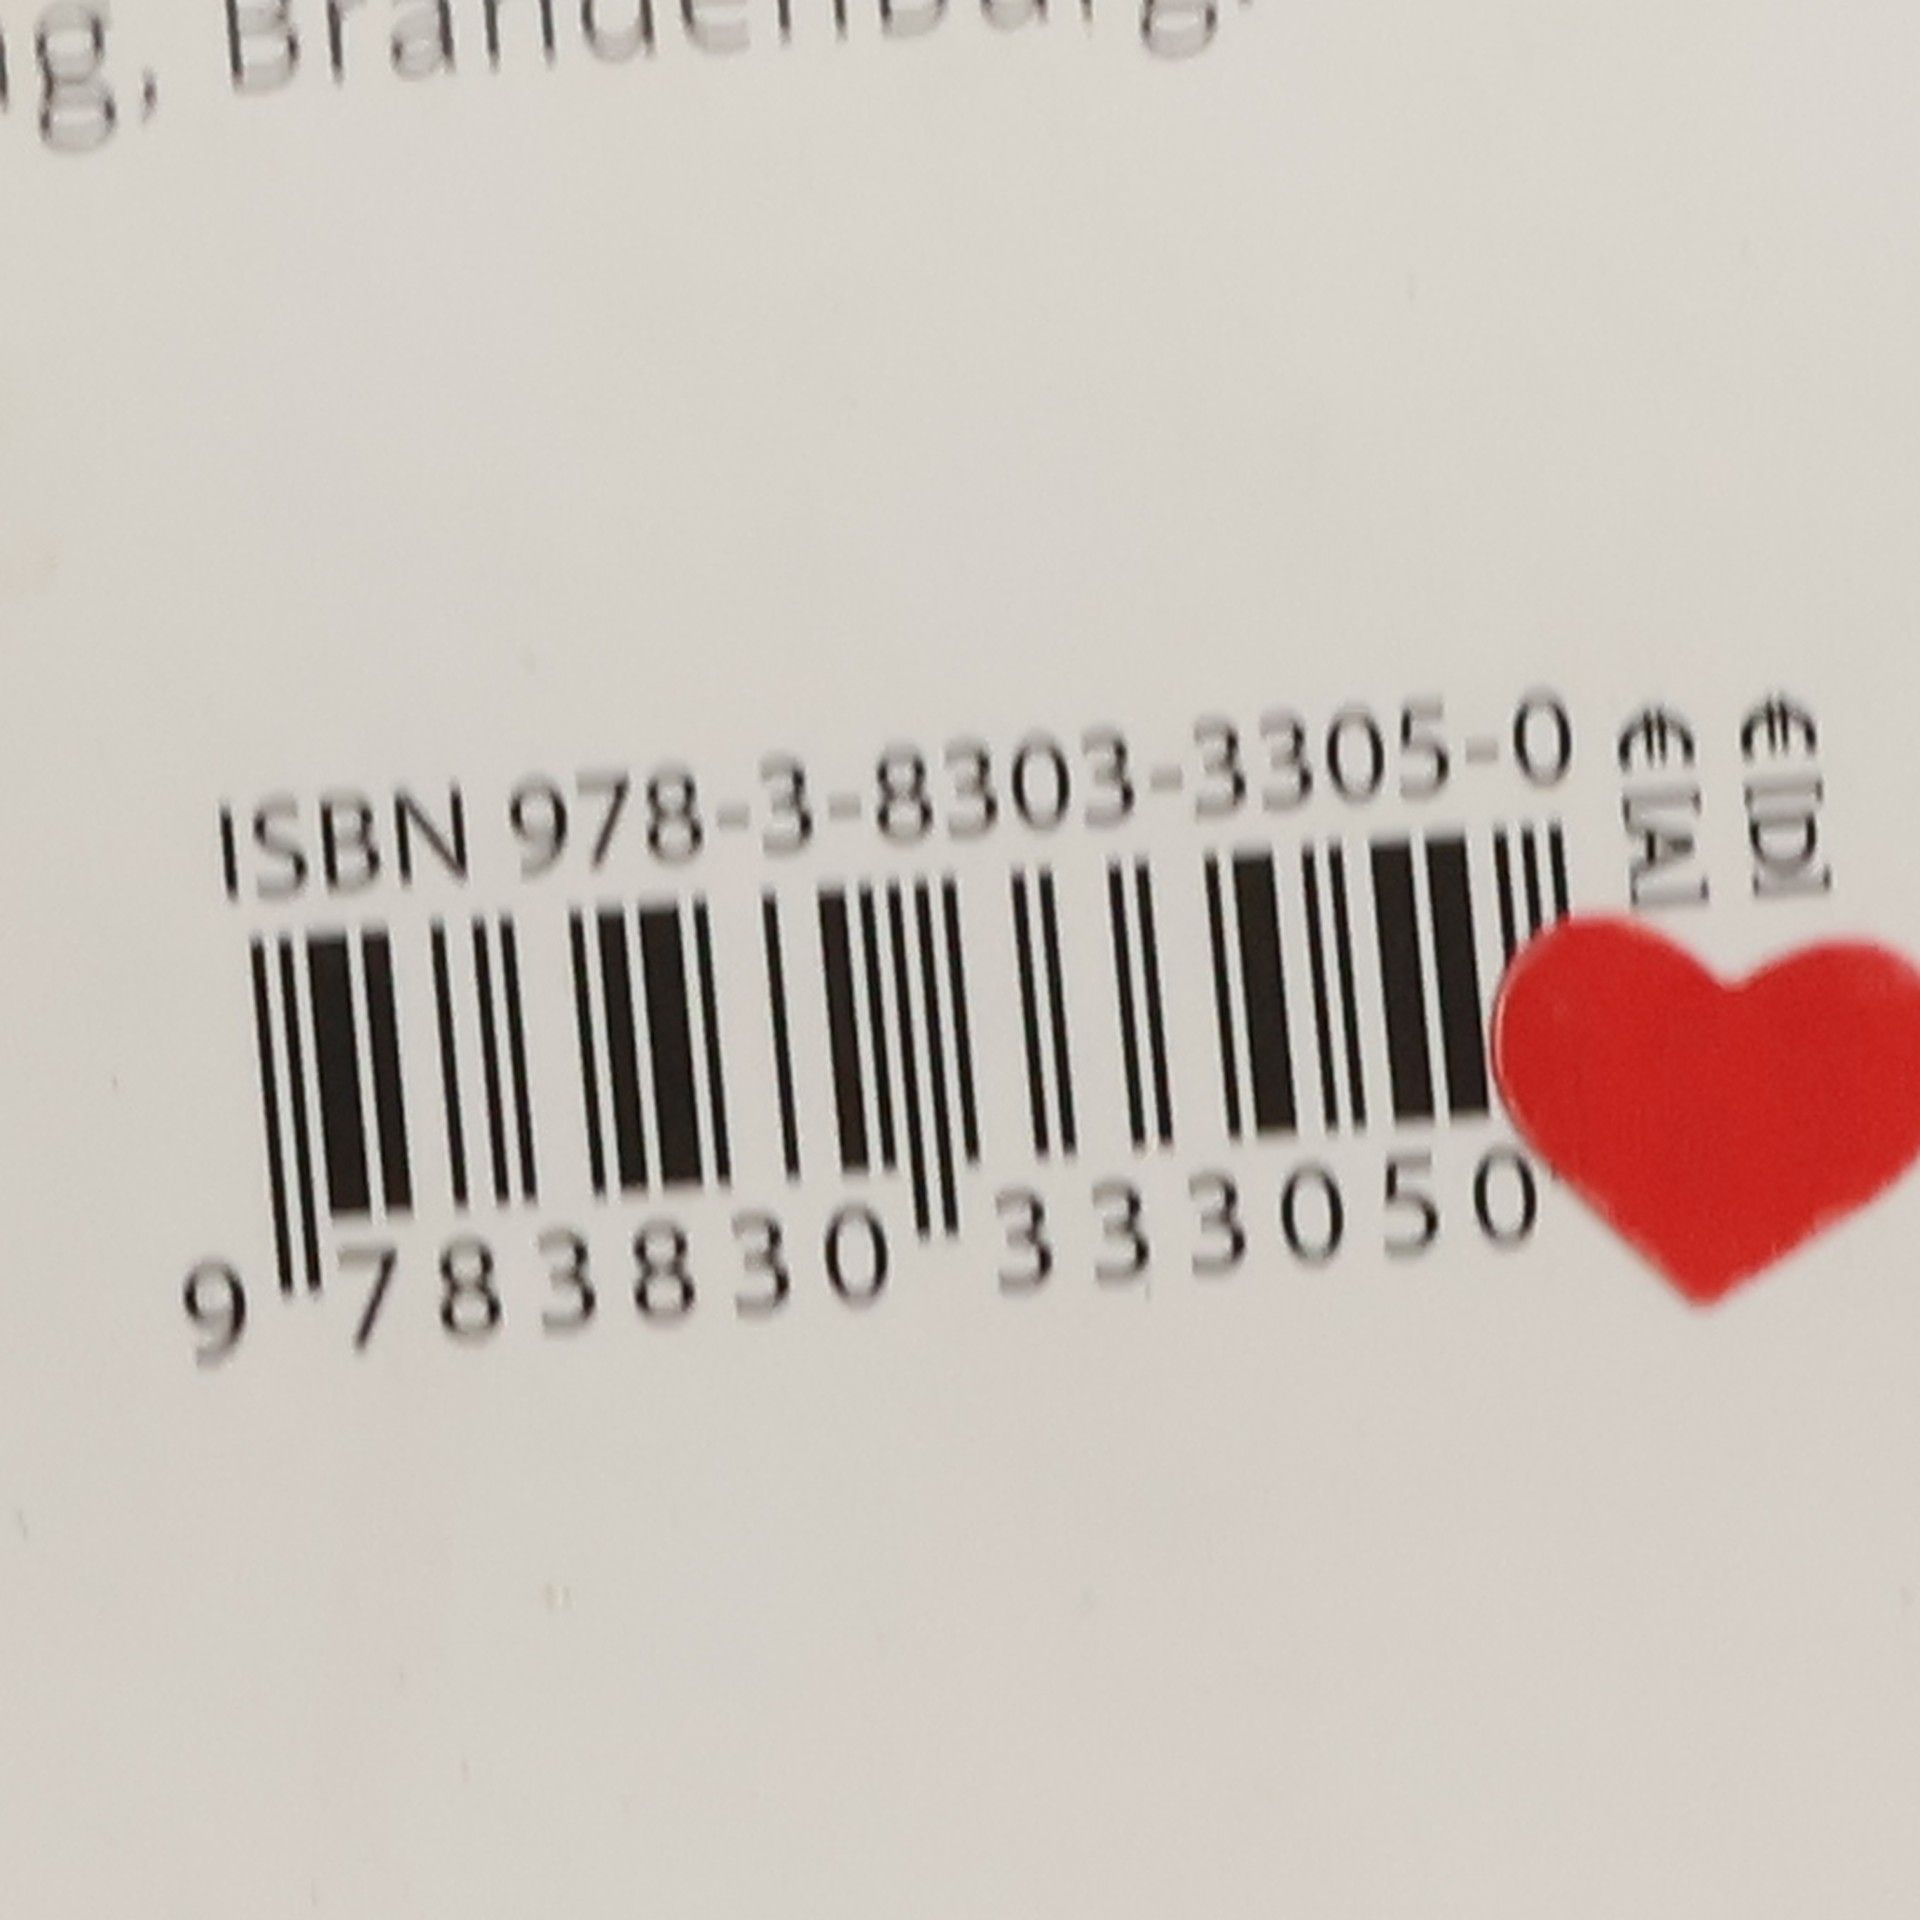 g, Brandenburg.
ISBN 978-3-8303-3305-0
9 783830 333050
€ [A]
€ [D]